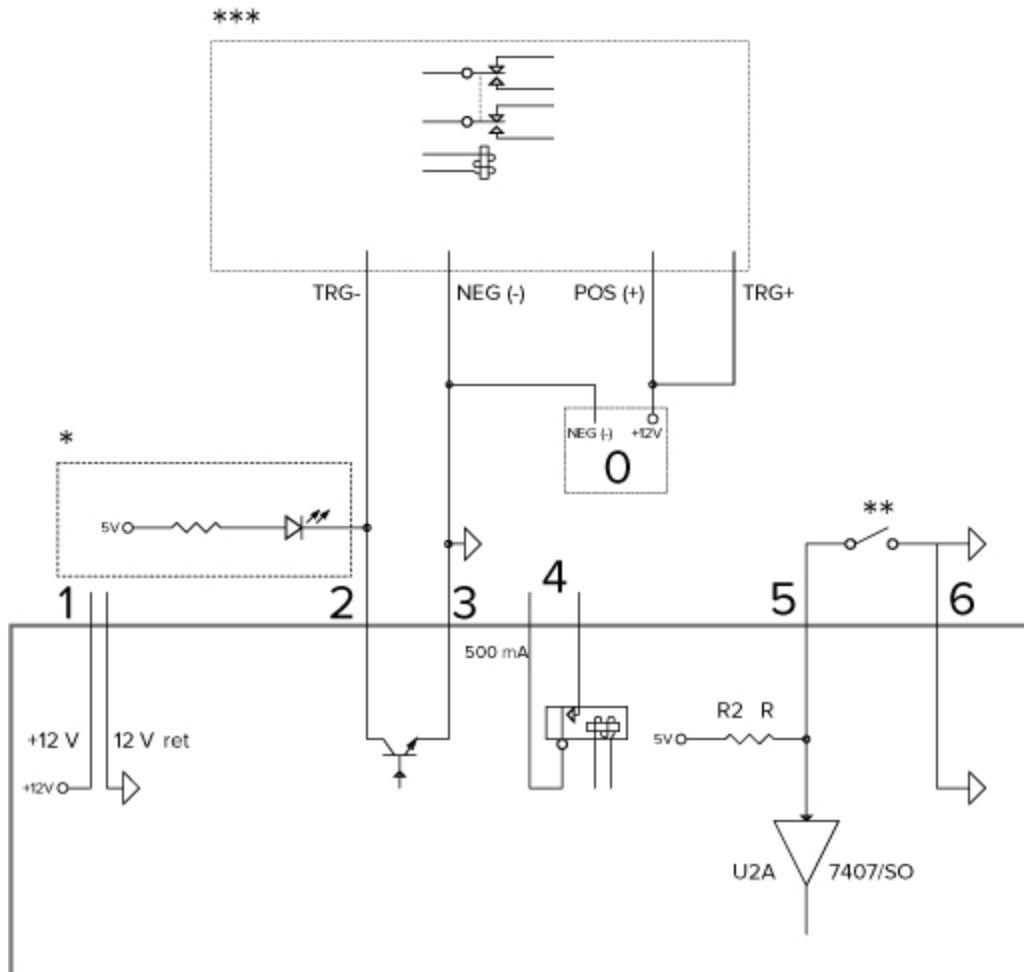 ***
TRG-
NEG (-)
POS (+)
TRG+
NEG (-)
+12V
0
*
5V
**
1
2
3
4
5
6
500 mA
R2 R
5V
+12 V
12 V ret
+12V
U2A
7407/SO